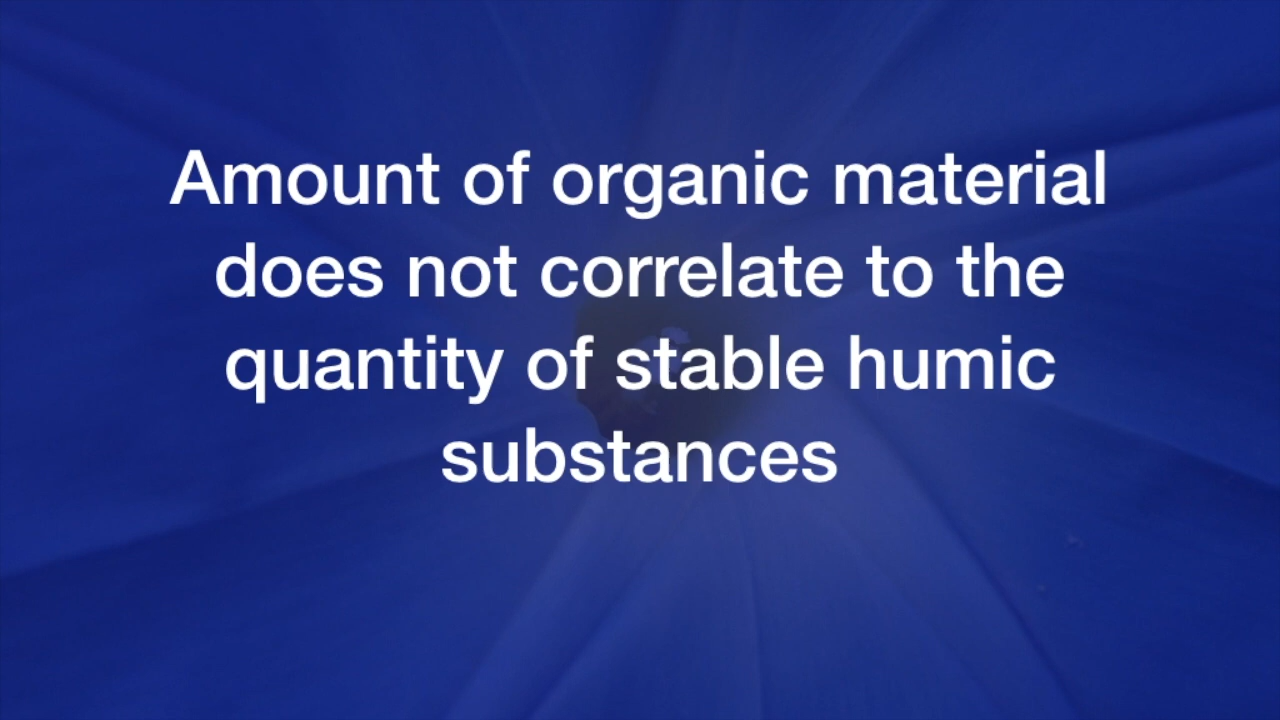 Amount of organic material
does not correlate to the
quantity of stable humic
substances